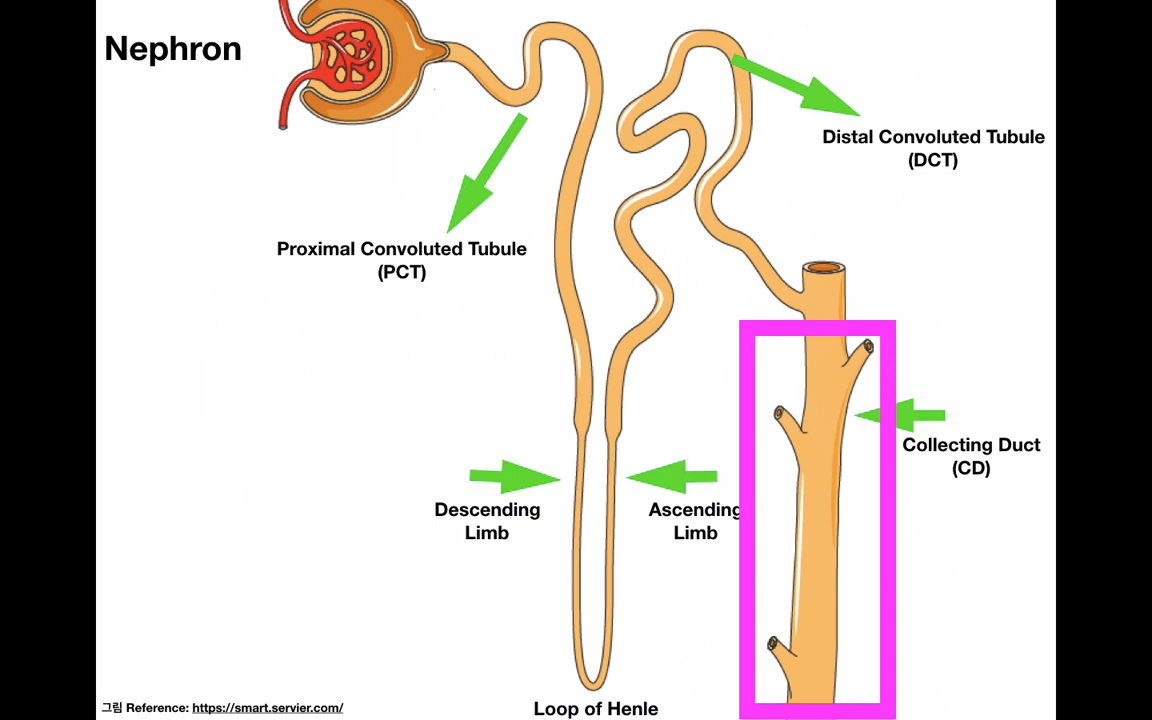 Nephron
Distal Convoluted Tubule
(DCT)
Proximal Convoluted Tubule
(PCT)
Collecting Duct
(CD)
Descending
Limb
Ascending
Limb
Loop of Henle
그림 Reference: https://smart.servier.com/